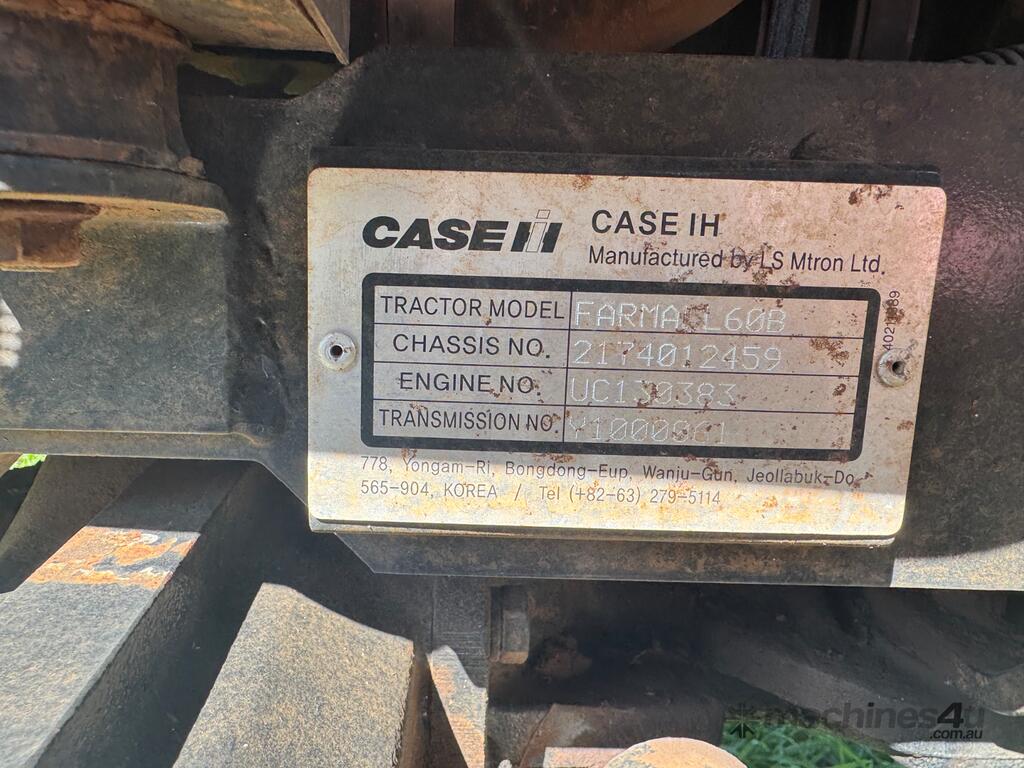 CASE IH CASE IH
Manufactured by LS Mtron Ltd.
TRACTOR MODEL FARMALL60B
CHASSIS NO. 2174012459
ENGINE NO. UC130383
TRANSMISSION NO.
778, Yongam-Ri, Bongdong-Eup, Wanju-Gun, Jeollabuk-Do,
565-904, KOREA / Tel (+82-63) 279-5114
machines4u
.com.au